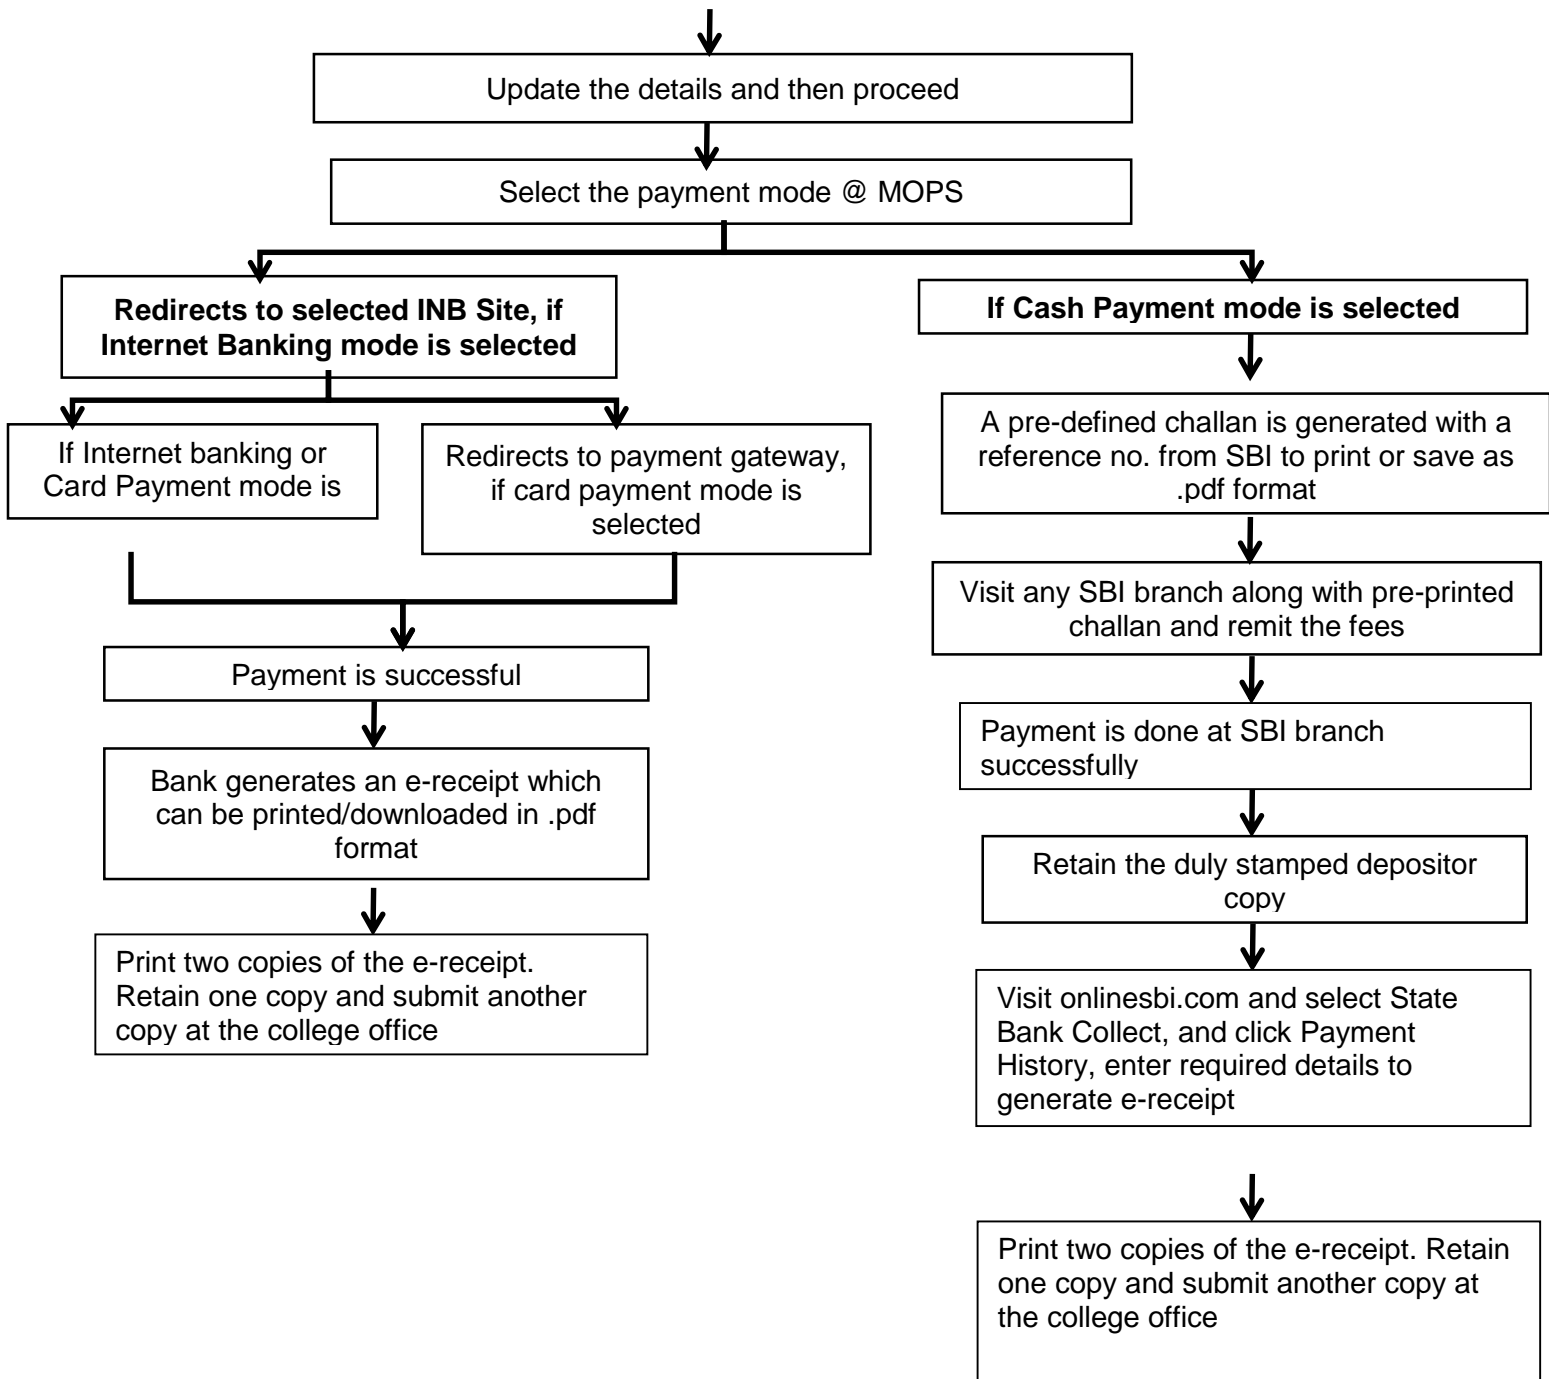 Update the details and then proceed
Select the payment mode @ MOPS
Redirects to selected INB Site, if
Internet Banking mode is selected
If Internet banking or
Card Payment mode is
Redirects to payment gateway,
if card payment mode is
selected
Payment is successful
Bank generates an e-receipt which
can be printed/downloaded in .pdf
format
Print two copies of the e-receipt.
Retain one copy and submit another
copy at the college office
If Cash Payment mode is selected
A pre-defined challan is generated with a
reference no. from SBI to print or save as
.pdf format
Visit any SBI branch along with pre-printed
challan and remit the fees
Payment is done at SBI branch
successfully
Retain the duly stamped depositor
copy
Visit onlinesbi.com and select State
Bank Collect, and click Payment
History, enter required details to
generate e-receipt
Print two copies of the e-receipt. Retain
one copy and submit another copy at
the college office